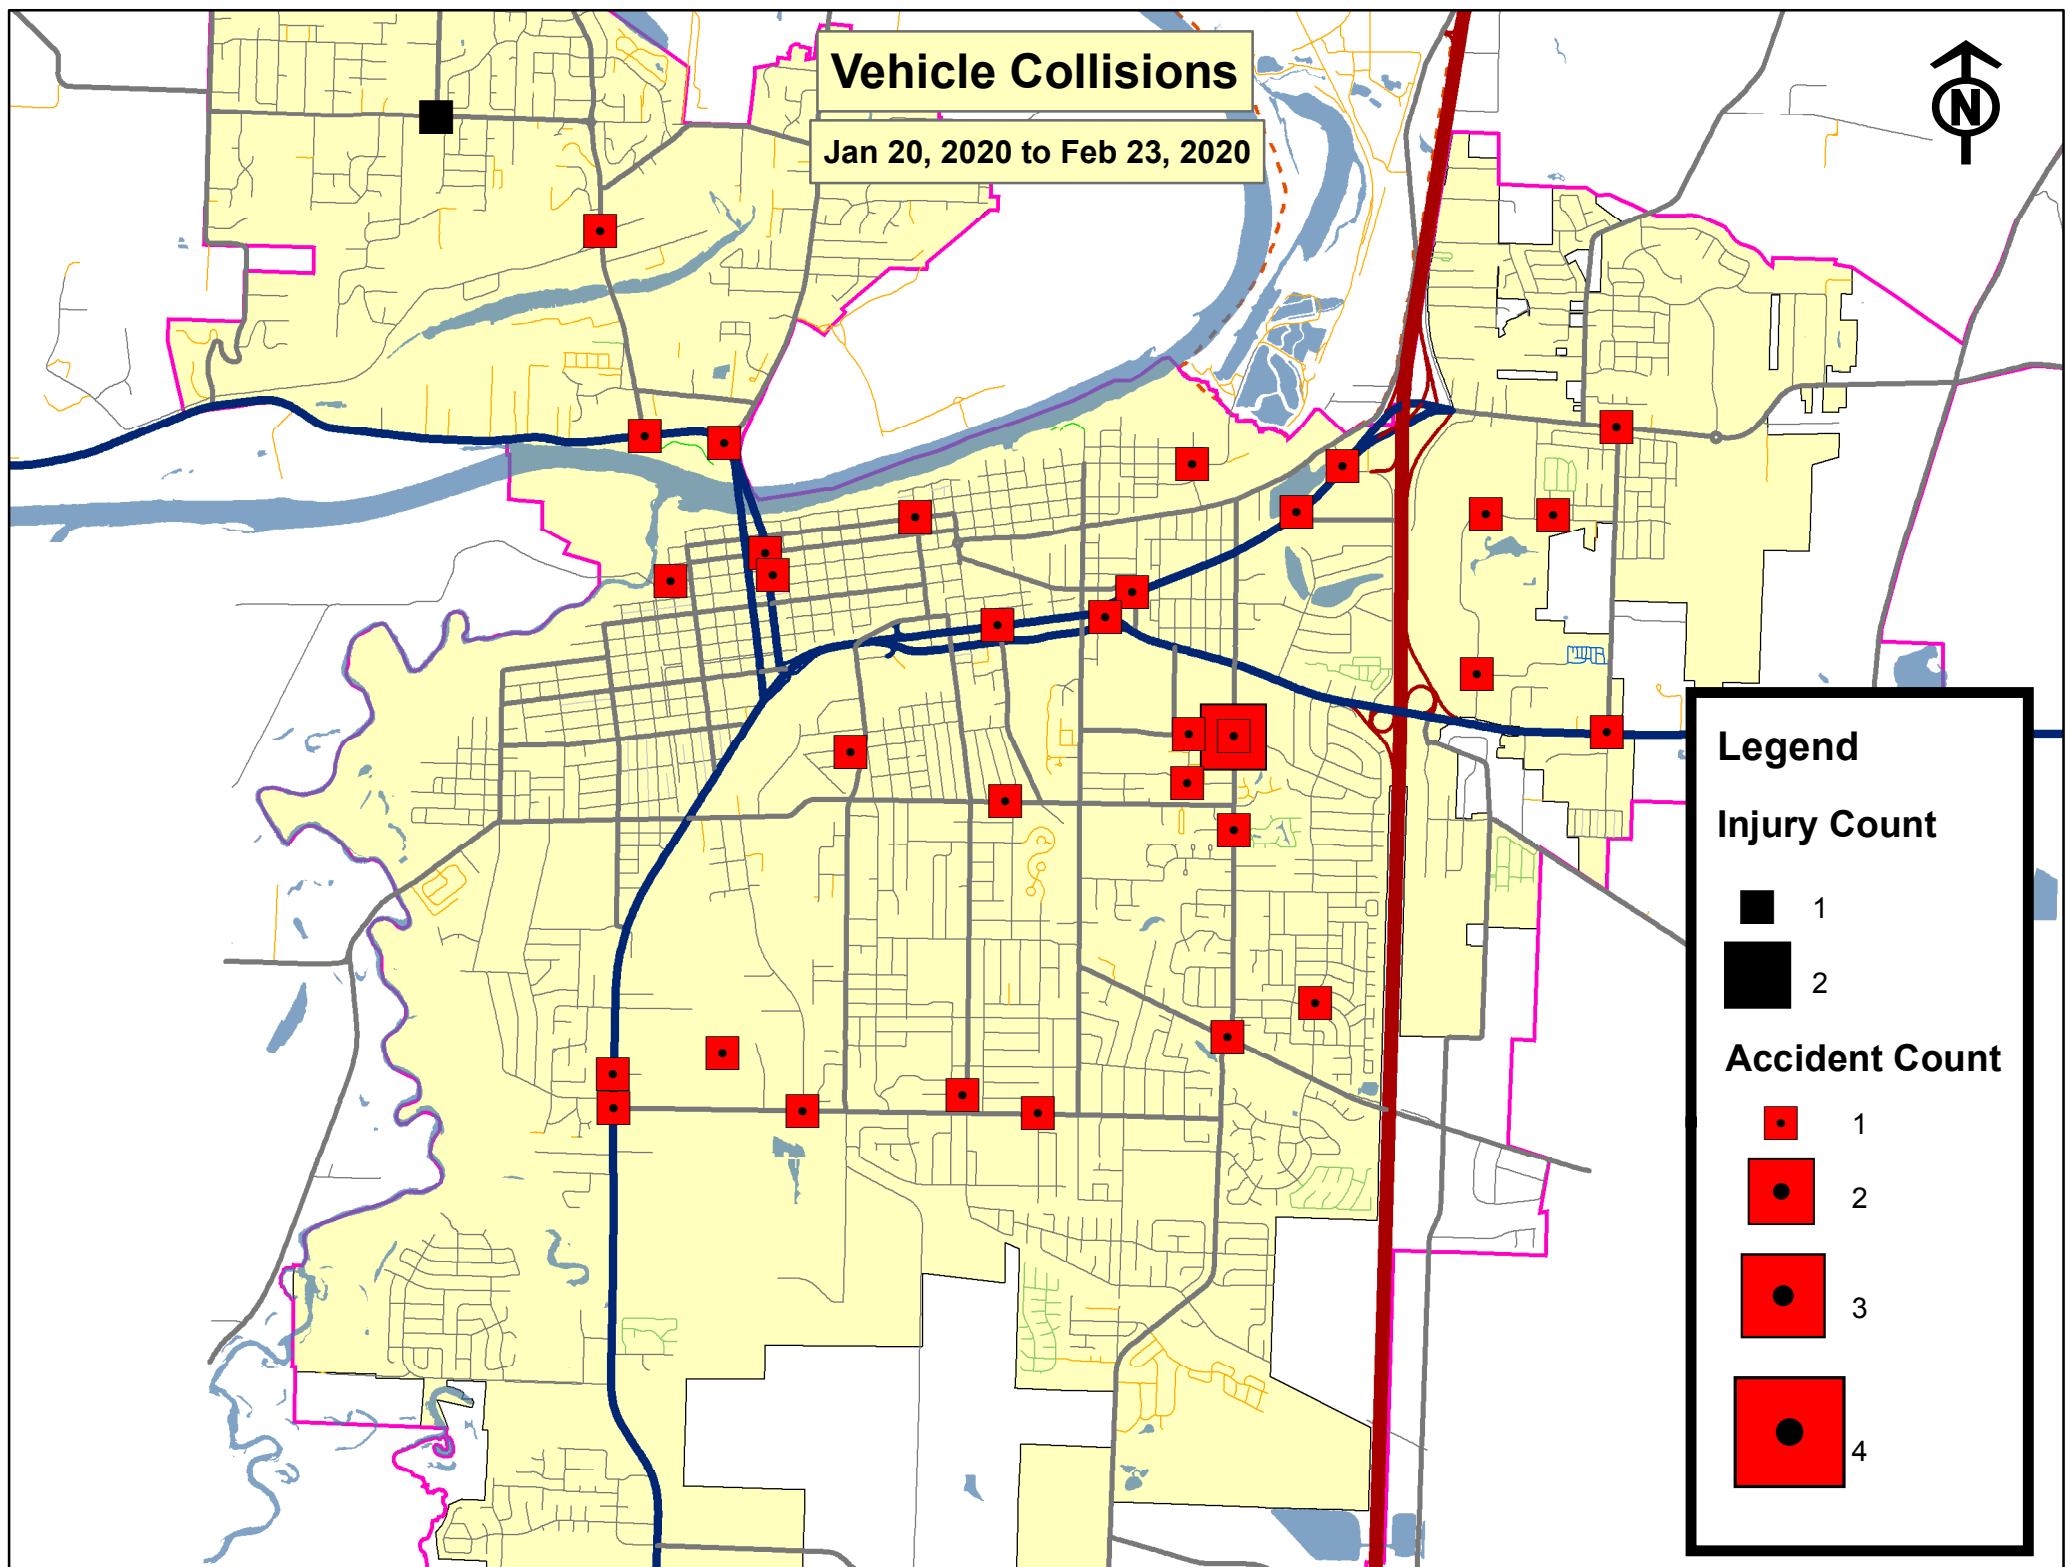 Vehicle Collisions
Jan 20, 2020 to Feb 23, 2020
N
Legend
Injury Count
1
2
Accident Count
1
2
3
4